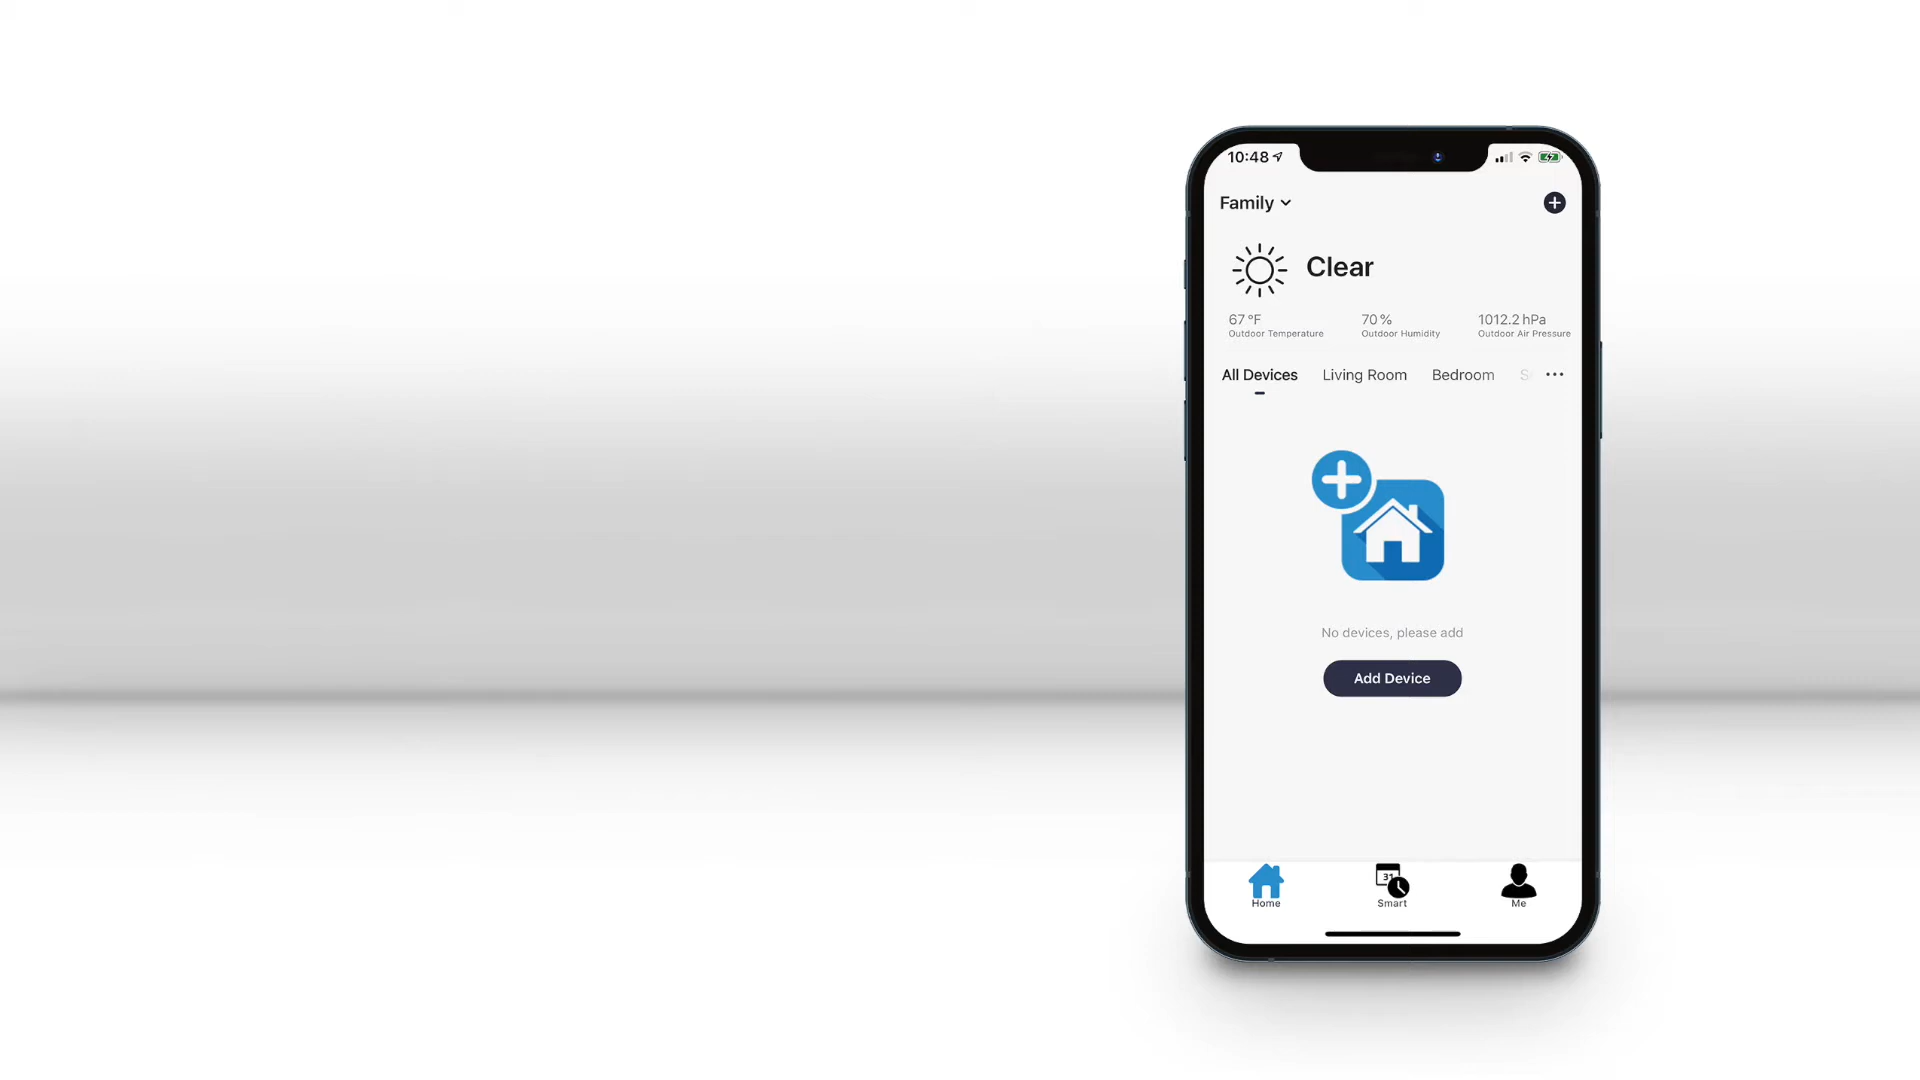 10:48
Family
Clear
67 °F
Outdoor Temperature
70 %
Outdoor Humidity
1012.2 hPa
Outdoor Air Pressure
All Devices
Living Room
Bedroom
No devices, please add
Add Device
31
Home
Smart
Me